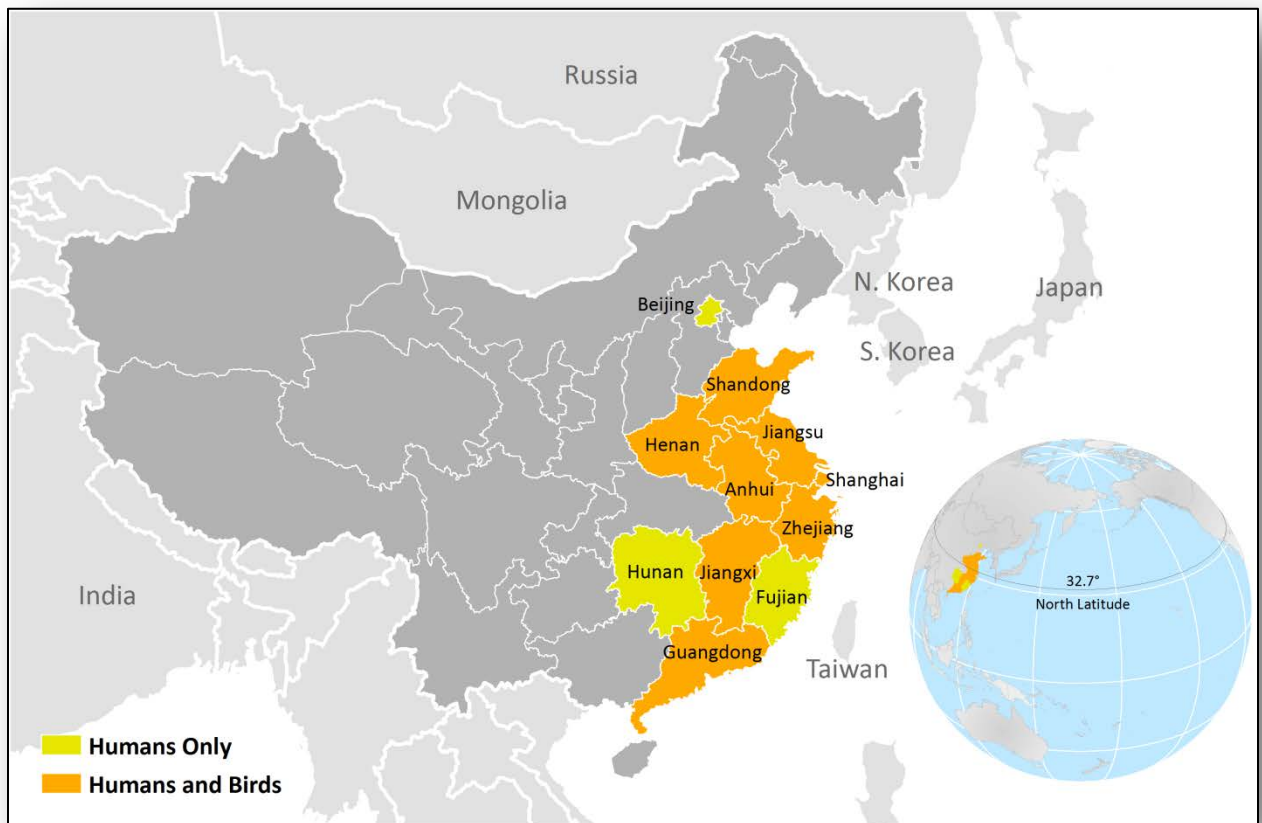 Russia
Mongolia
Beijing
N. Korea
Japan
S. Korea
Shandong
Henan
Jiangsu
Shanghai
Anhui
Zhejiang
Hunan
Jiangxi
Fujian
India
Guangdong
Taiwan
32.7°
North Latitude
Humans Only
Humans and Birds